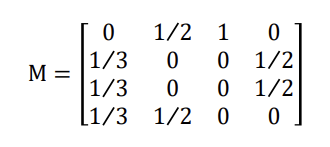 0 1/2 1 0
1/3 0 0 1/2
M = 
1/3 0 0 1/2
1/3 1/2 0 0